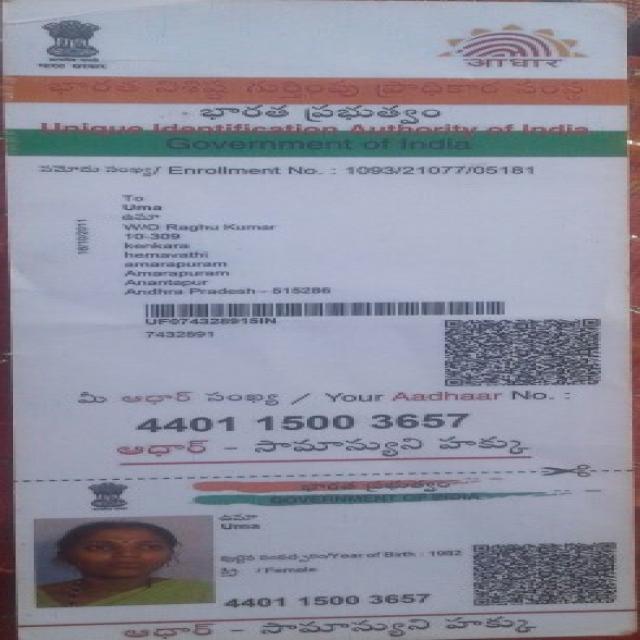 आधार
భారత విశిష్ట గుర్తింపు ప్రాధికార సంస్థ
భారత ప్రభుత్వం
Unique Identification Authority of India
Government of India
నమోదు సంఖ్య/ Enrollment No. : 1093/21077/05181
To
Uma
ఉమా
W/O Raghu Kumar
10-309
kenkara
hemavathi
amarapuram
Amarapuram
Anantapur
Andhra Pradesh - 515286
18/10/2011
UF074328915IN
7432891
మీ ఆధార్ సంఖ్య / Your Aadhaar No. :
4401 1500 3657
ఆధార్ - సామాన్యుని హక్కు
భారత ప్రభుత్వం
GOVERNMENT OF INDIA
ఉమా
Uma
పుట్టిన సంవత్సరం/Year of Birth : 1982
స్త్రీ / Female
4401 1500 3657
ఆధార్ - సామాన్యుని హక్కు